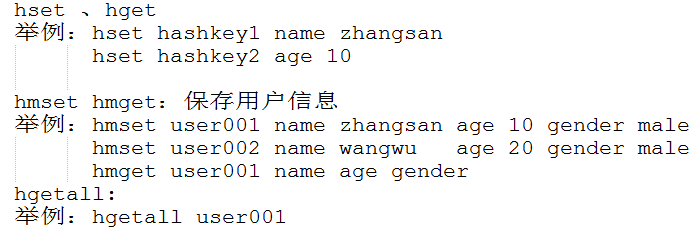 hset 、hget
举例：hset hashkey1 name zhangsan
hset hashkey2 age 10
hmset hmget：保存用户信息
举例：hmset user001 name zhangsan age 10 gender male
hmset user002 name wangwu age 20 gender male
hmget user001 name age gender
hgetall:
举例：hgetall user001